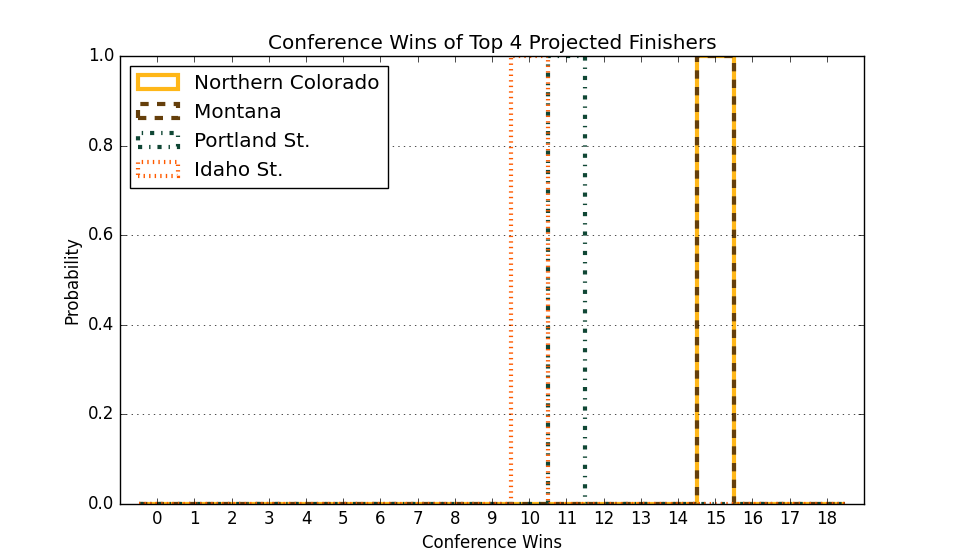 Conference Wins of Top 4 Projected Finishers
1.0
Northern Colorado
Montana
Portland St.
Idaho St.
0.8
0.6
0.4
0.2
0.0
Probability
0 1 2 3 4 5 6 7 8 9 10 11 12 13 14 15 16 17 18
Conference Wins